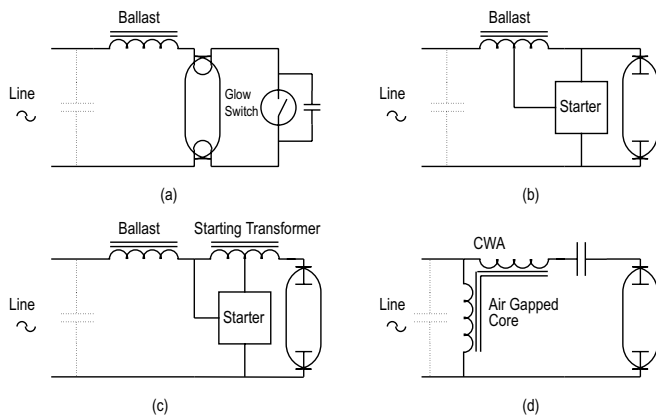 Ballast
Line
Glow
Switch
(a)
Ballast
Line
Starter
(b)
Ballast
Starting Transformer
Line
Starter
(c)
CWA
Line
Air Gapped
Core
(d)